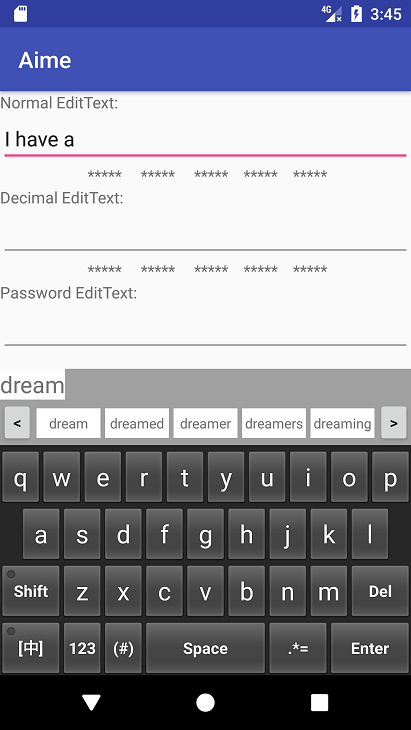 4G 3:45
Aime
Normal EditText:
I have a
***** ***** ***** ***** *****
Decimal EditText:
***** ***** ***** ***** *****
Password EditText:
dream
< dream dreamed dreamer dreamers dreaming >
q w e r t y u i o p
a s d f g h j k l
Shift z x c v b n m Del
[中] 123 (#) Space .*= Enter